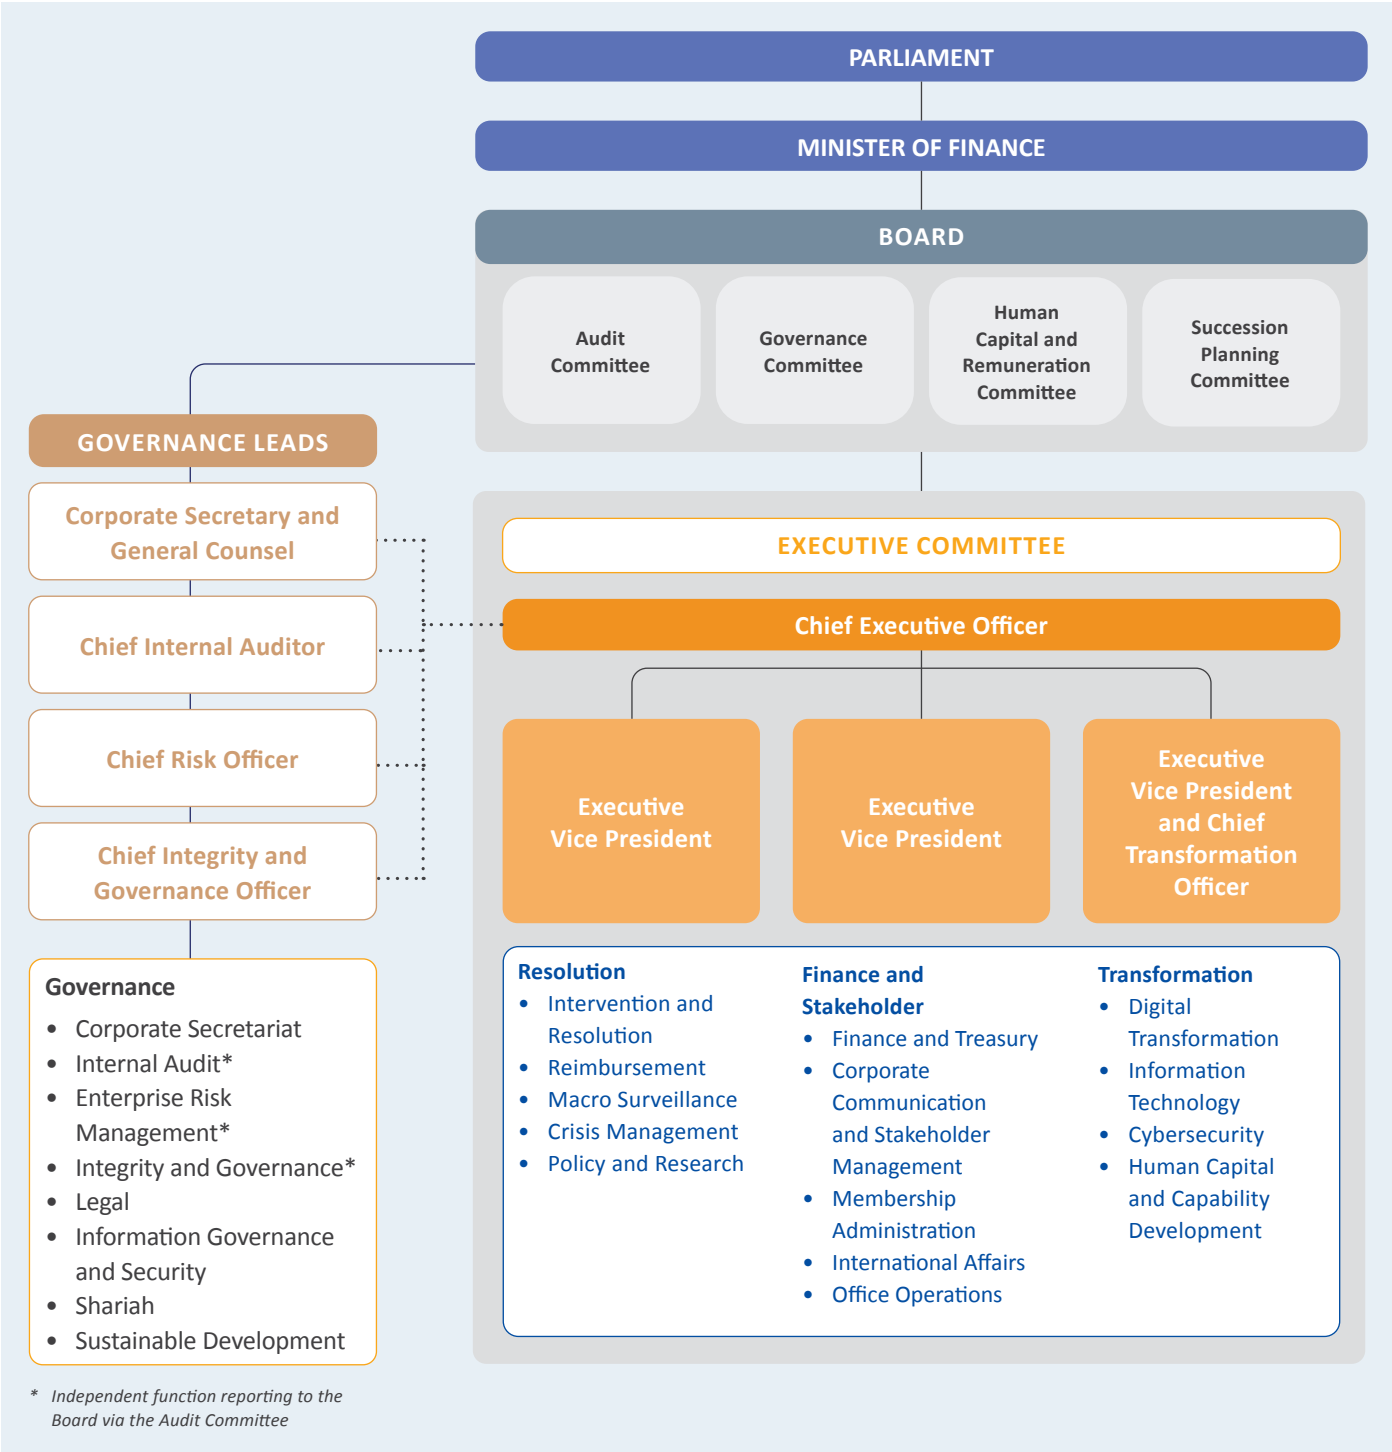 PARLIAMENT
MINISTER OF FINANCE
BOARD
Audit
Committee
Governance
Committee
Human
Capital and
Remuneration
Committee
Succession
Planning
Committee
GOVERNANCE LEADS
Corporate Secretary and
General Counsel
Chief Internal Auditor
Chief Risk Officer
Chief Integrity and
Governance Officer
Governance
• Corporate Secretariat
• Internal Audit*
• Enterprise Risk
Management*
• Integrity and Governance*
• Legal
• Information Governance
and Security
• Shariah
• Sustainable Development
* Independent function reporting to the
Board via the Audit Committee
EXECUTIVE COMMITTEE
Chief Executive Officer
Executive
Vice President
Executive
Vice President
Executive
Vice President
and Chief
Transformation
Officer
Resolution
• Intervention and
Resolution
• Reimbursement
• Macro Surveillance
• Crisis Management
• Policy and Research
Finance and
Stakeholder
• Finance and Treasury
• Corporate
Communication
and Stakeholder
Management
• Membership
Administration
• International Affairs
• Office Operations
Transformation
• Digital
Transformation
• Information
Technology
• Cybersecurity
• Human Capital
and Capability
Development